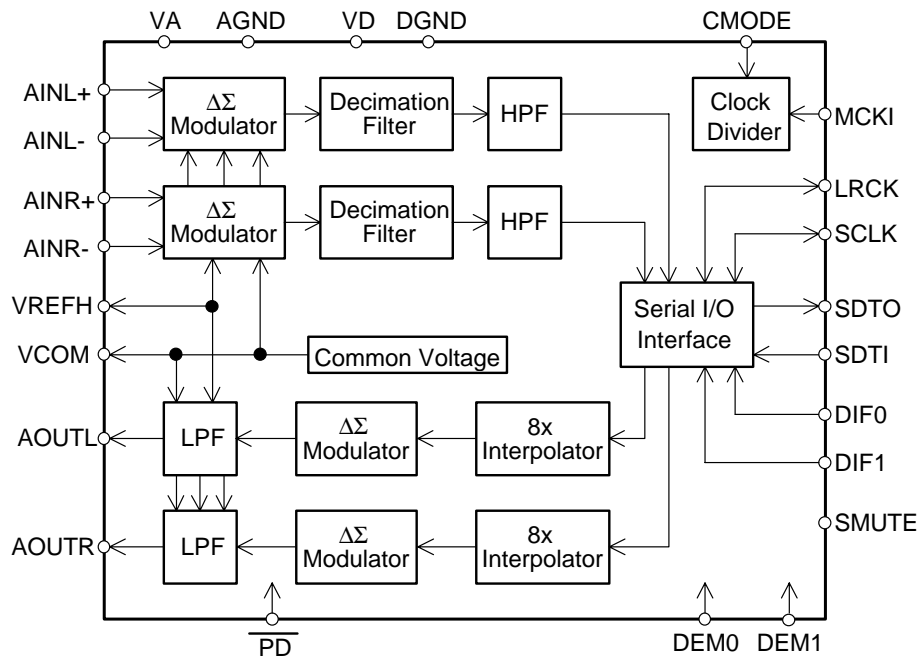 VA
AGND
VD
DGND
CMODE
AINL+
AINL-
AINR+
AINR-
VREFH
VCOM
AOUTL
AOUTR
ΔΣ
Modulator
Decimation
Filter
HPF
Clock
Divider
MCKI
ΔΣ
Modulator
Decimation
Filter
HPF
LRCK
SCLK
Serial I/O
Interface
SDTO
SDTI
Common Voltage
DIF0
DIF1
LPF
ΔΣ
Modulator
8x
Interpolator
SMUTE
LPF
ΔΣ
Modulator
8x
Interpolator
PD
DEM0
DEM1